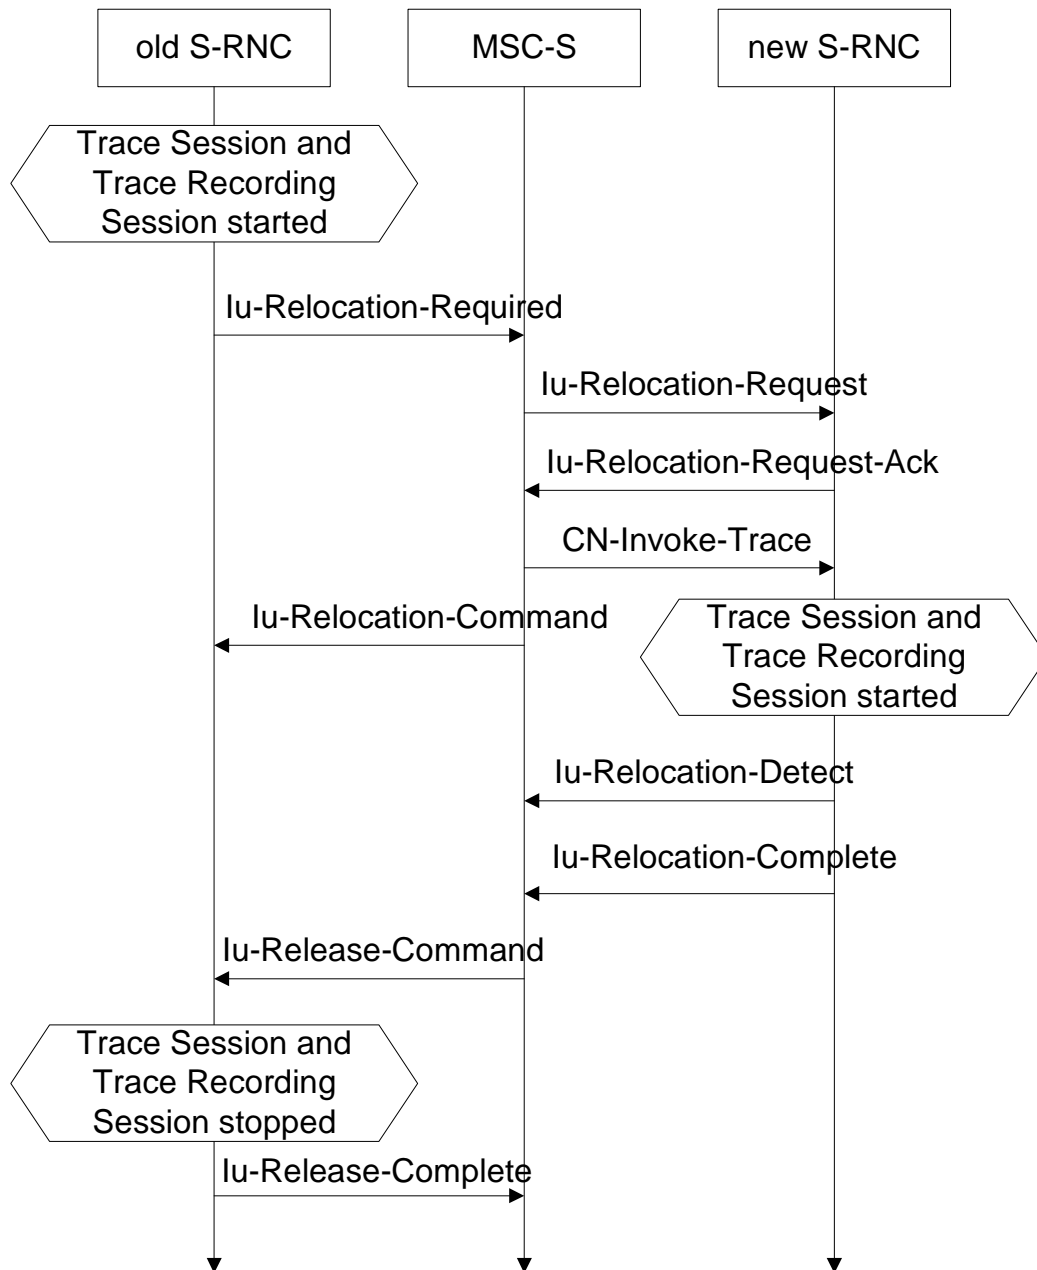 old S-RNC
MSC-S
new S-RNC
Trace Session and
Trace Recording
Session started
Iu-Relocation-Required
Iu-Relocation-Request
Iu-Relocation-Request-Ack
CN-Invoke-Trace
Iu-Relocation-Command
Trace Session and
Trace Recording
Session started
Iu-Relocation-Detect
Iu-Relocation-Complete
Iu-Release-Command
Trace Session and
Trace Recording
Session stopped
Iu-Release-Complete